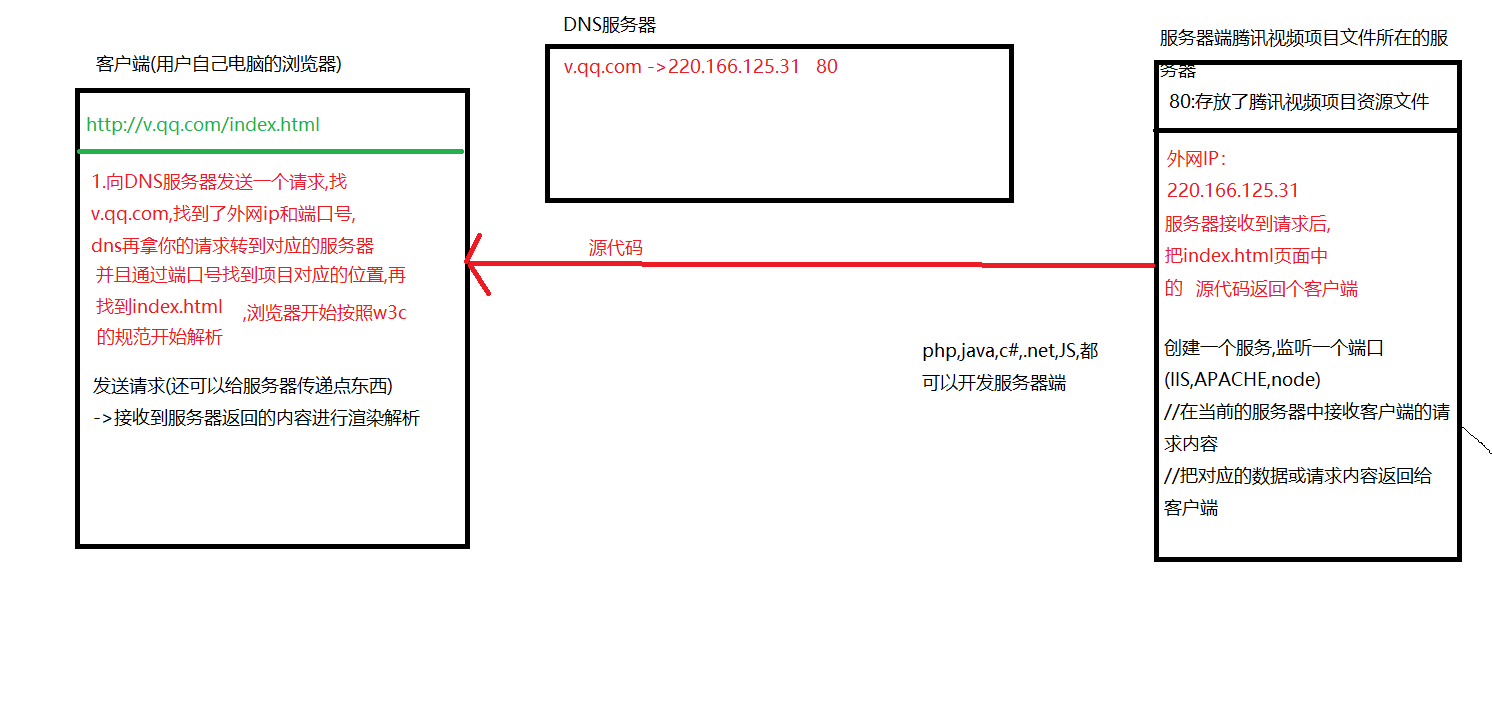 客户端(用户自己电脑的浏览器)
http://v.qq.com/index.html
1.向DNS服务器发送一个请求,找
v.qq.com,找到了外网ip和端口号,
dns再拿你的请求转到对应的服务器
并且通过端口号找到项目对应的位置,再
找到index.html ,浏览器开始按照w3c
的规范开始解析
发送请求(还可以给服务器传递点东西)
->接收到服务器返回的内容进行渲染解析
DNS服务器
v.qq.com ->220.166.125.31 80
源代码
php,java,c#,.net,JS,都
可以开发服务器端
服务器端腾讯视频项目文件所在的服
务器
80:存放了腾讯视频项目资源文件
外网IP:
220.166.125.31
服务器接收到请求后,
把index.html页面中
的 源代码返回个客户端
创建一个服务,监听一个端口
(IIS,APACHE,node)
//在当前的服务器中接收客户端的请
求内容
//把对应的数据或请求内容返回给
客户端